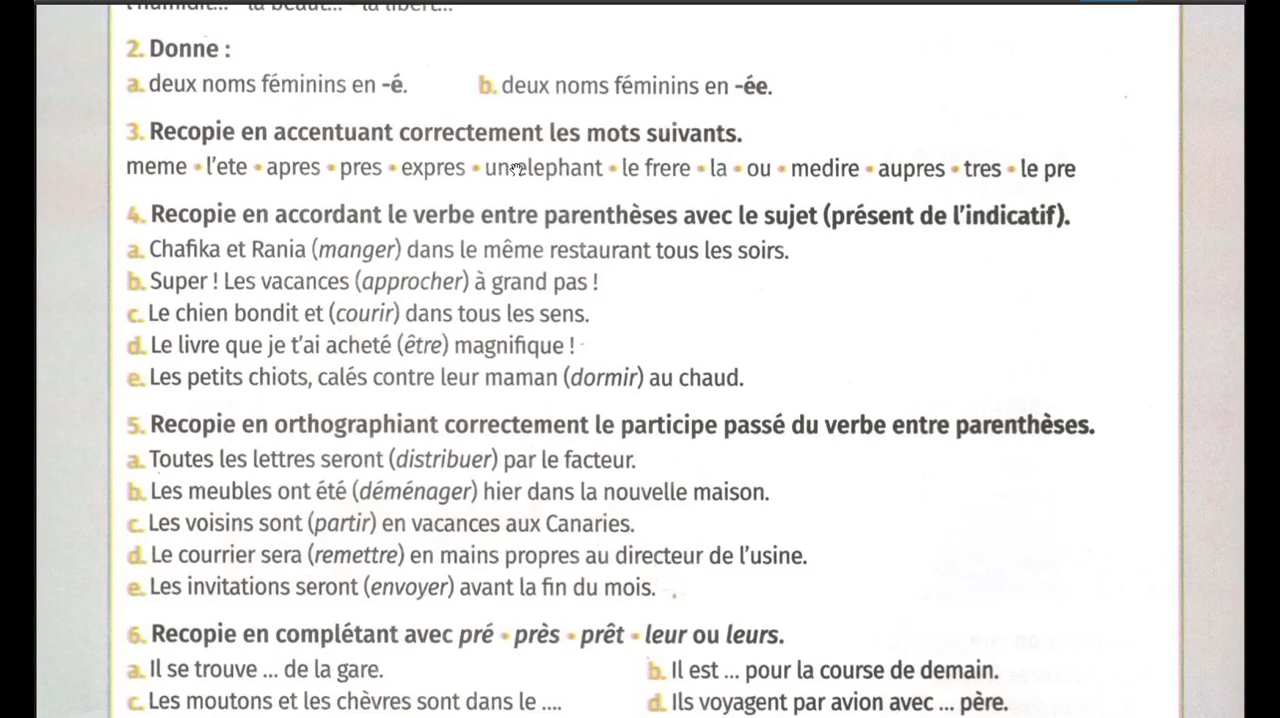 2. Donne :
a. deux noms féminins en -é. b. deux noms féminins en -ée.
3. Recopie en accentuant correctement les mots suivants.
meme • l'ete • apres • pres • expres • un elephant • le frere • la • ou • medire • aupres • tres • le pre
4. Recopie en accordant le verbe entre parenthèses avec le sujet (présent de l'indicatif).
a. Chafika et Rania (manger) dans le même restaurant tous les soirs.
b. Super ! Les vacances (approcher) à grand pas !
c. Le chien bondit et (courir) dans tous les sens.
d. Le livre que je t'ai acheté (être) magnifique !
e. Les petits chiots, calés contre leur maman (dormir) au chaud.
5. Recopie en orthographiant correctement le participe passé du verbe entre parenthèses.
a. Toutes les lettres seront (distribuer) par le facteur.
b. Les meubles ont été (déménager) hier dans la nouvelle maison.
c. Les voisins sont (partir) en vacances aux Canaries.
d. Le courrier sera (remettre) en mains propres au directeur de l'usine.
e. Les invitations seront (envoyer) avant la fin du mois.
6. Recopie en complétant avec pré • près • prêt • leur ou leurs.
a. Il se trouve ... de la gare. b. Il est ... pour la course de demain.
c. Les moutons et les chèvres sont dans le .... d. Ils voyagent par avion avec ... père.